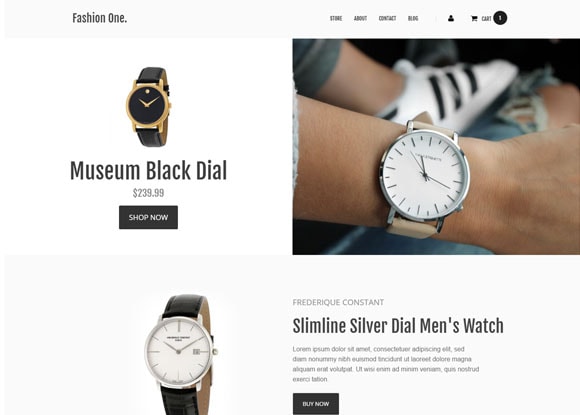 Fashion One.
STORE ABOUT CONTACT BLOG CART 1
Museum Black Dial
$239.99
SHOP NOW
FREDERIQUE CONSTANT
Slimline Silver Dial Men's Watch
Lorem ipsum dolor sit amet, consectetuer adipiscing elit, sed
diam nonummy nibh euismod tincidunt ut laoreet dolore magna
aliquam erat volutpat. Ut wisi enim ad minim veniam, quis nostrud
exerci tation.
BUY NOW